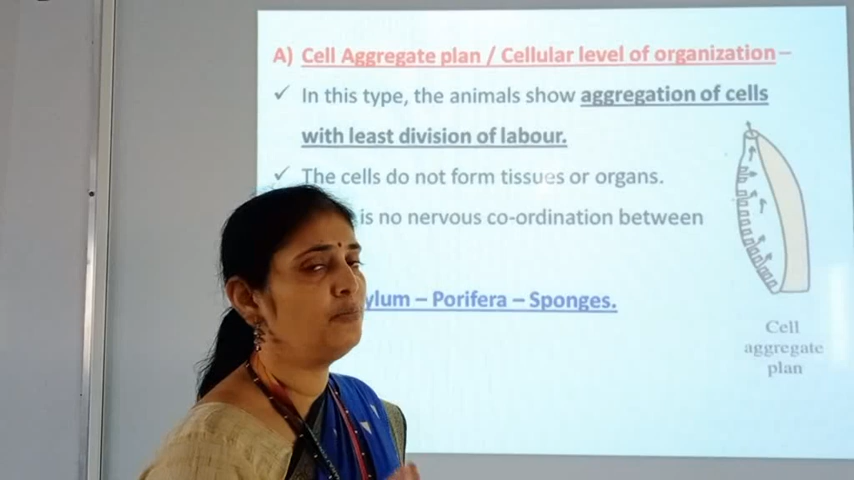 A) Cell Aggregate plan / Cellular level of organization –
✓ In this type, the animals show aggregation of cells
with least division of labour.
✓ The cells do not form tissues or organs.
is no nervous co-ordination between
ylum – Porifera – Sponges.
Cell
aggregate
plan